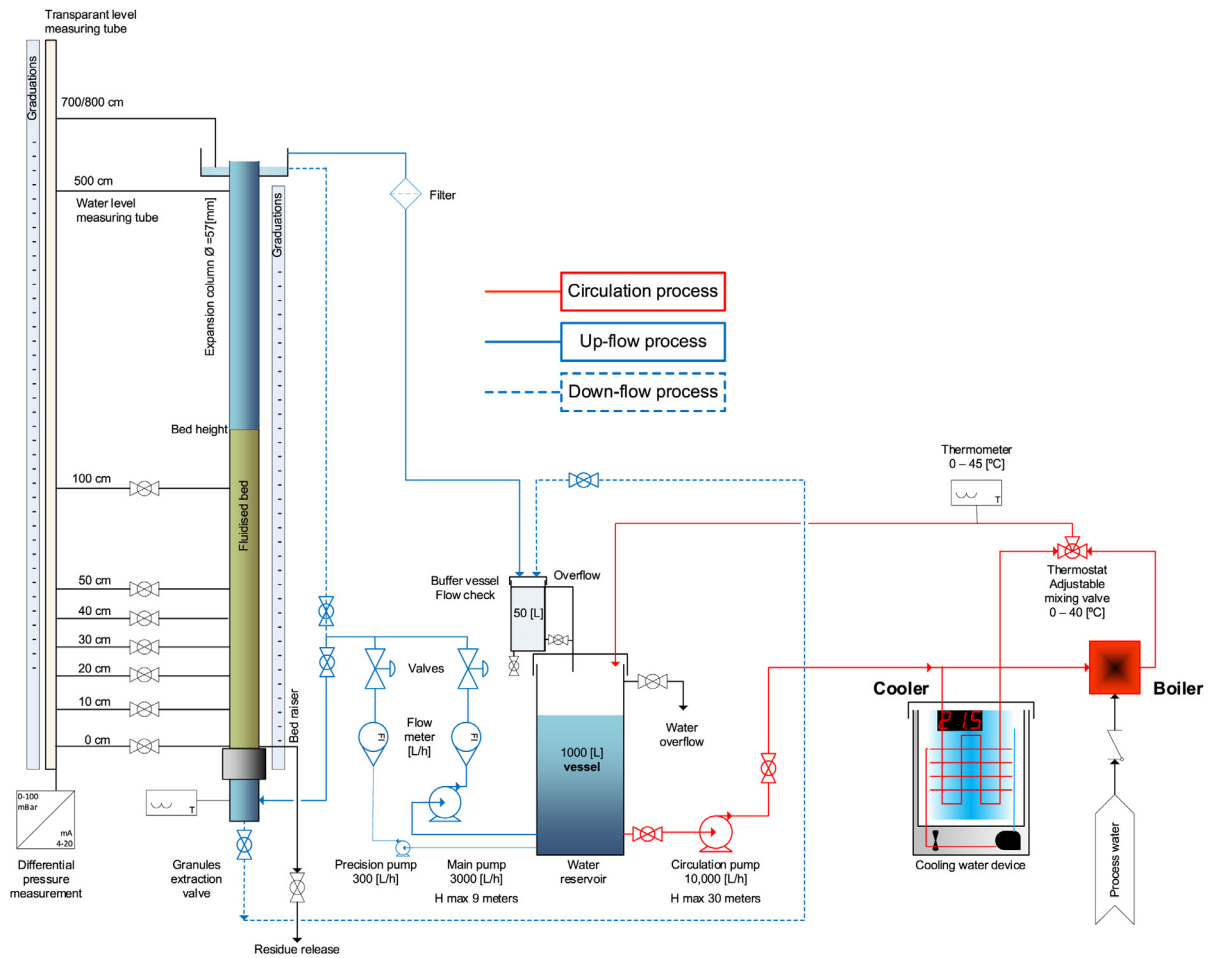 Transparant level
measuring tube
Graduations
700/800 cm
500 cm
Water level
measuring tube
Expansion column Ø =57[mm]
Graduations
Filter
Circulation process
Up-flow process
Down-flow process
Bed height
Fluidised bed
100 cm
50 cm
40 cm
30 cm
20 cm
10 cm
0 cm
Bed raiser
Thermometer
0 – 45 [ºC]
T
Thermostat
Adjustable
mixing valve
0 – 40 [ºC]
Buffer vessel
Flow check
Overflow
50 [L]
Valves
Flow
meter
[L/h]
FI
FI
1000 [L]
vessel
Water
overflow
Cooler
Boiler
21.5
0-100
mBar
mA
4-20
T
Differential
pressure
measurement
Granules
extraction
valve
Precision pump
300 [L/h]
Main pump
3000 [L/h]
H max 9 meters
Water
reservoir
Circulation pump
10,000 [L/h]
H max 30 meters
Cooling water device
Process water
Residue release